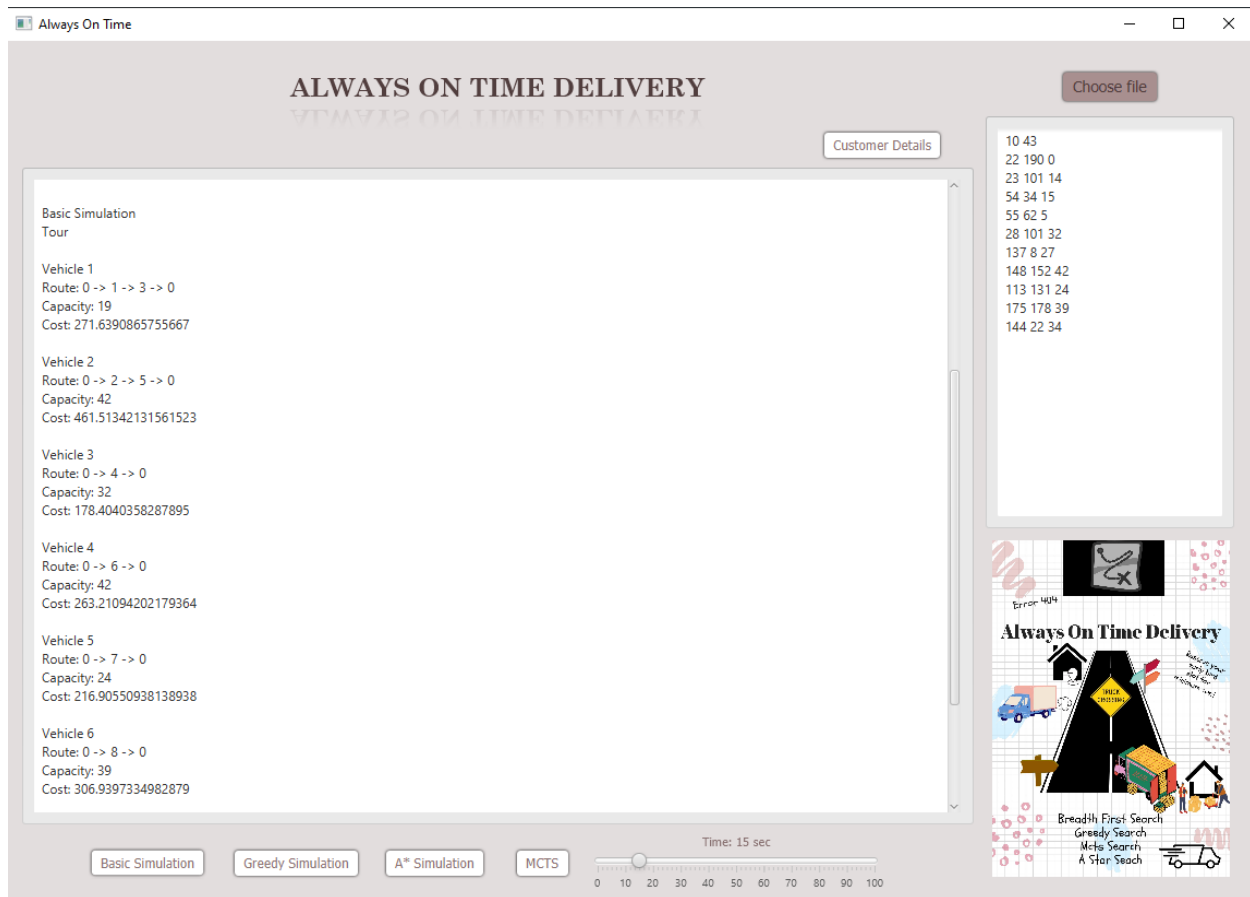 Always On Time
ALWAYS ON TIME DELIVERY
Choose file
Customer Details
Basic Simulation
Tour
Vehicle 1
Route: 0 -> 1 -> 3 -> 0
Capacity: 19
Cost: 271.6390865755667
Vehicle 2
Route: 0 -> 2 -> 5 -> 0
Capacity: 42
Cost: 461.51342131561523
Vehicle 3
Route: 0 -> 4 -> 0
Capacity: 32
Cost: 178.4040358287895
Vehicle 4
Route: 0 -> 6 -> 0
Capacity: 42
Cost: 263.21094202179364
Vehicle 5
Route: 0 -> 7 -> 0
Capacity: 24
Cost: 216.90550938138938
Vehicle 6
Route: 0 -> 8 -> 0
Capacity: 39
Cost: 306.9397334982879
10 43
22 190 0
23 101 14
54 34 15
55 62 5
28 101 32
137 8 27
148 152 42
113 131 24
175 178 39
144 22 34
Error 404
Always On Time Delivery
TRUCK
CROSSING
Breadth First Search
Greedy Search
Mcts Search
A Star Seach
Basic Simulation
Greedy Simulation
A* Simulation
MCTS
Time: 15 sec
0 10 20 30 40 50 60 70 80 90 100